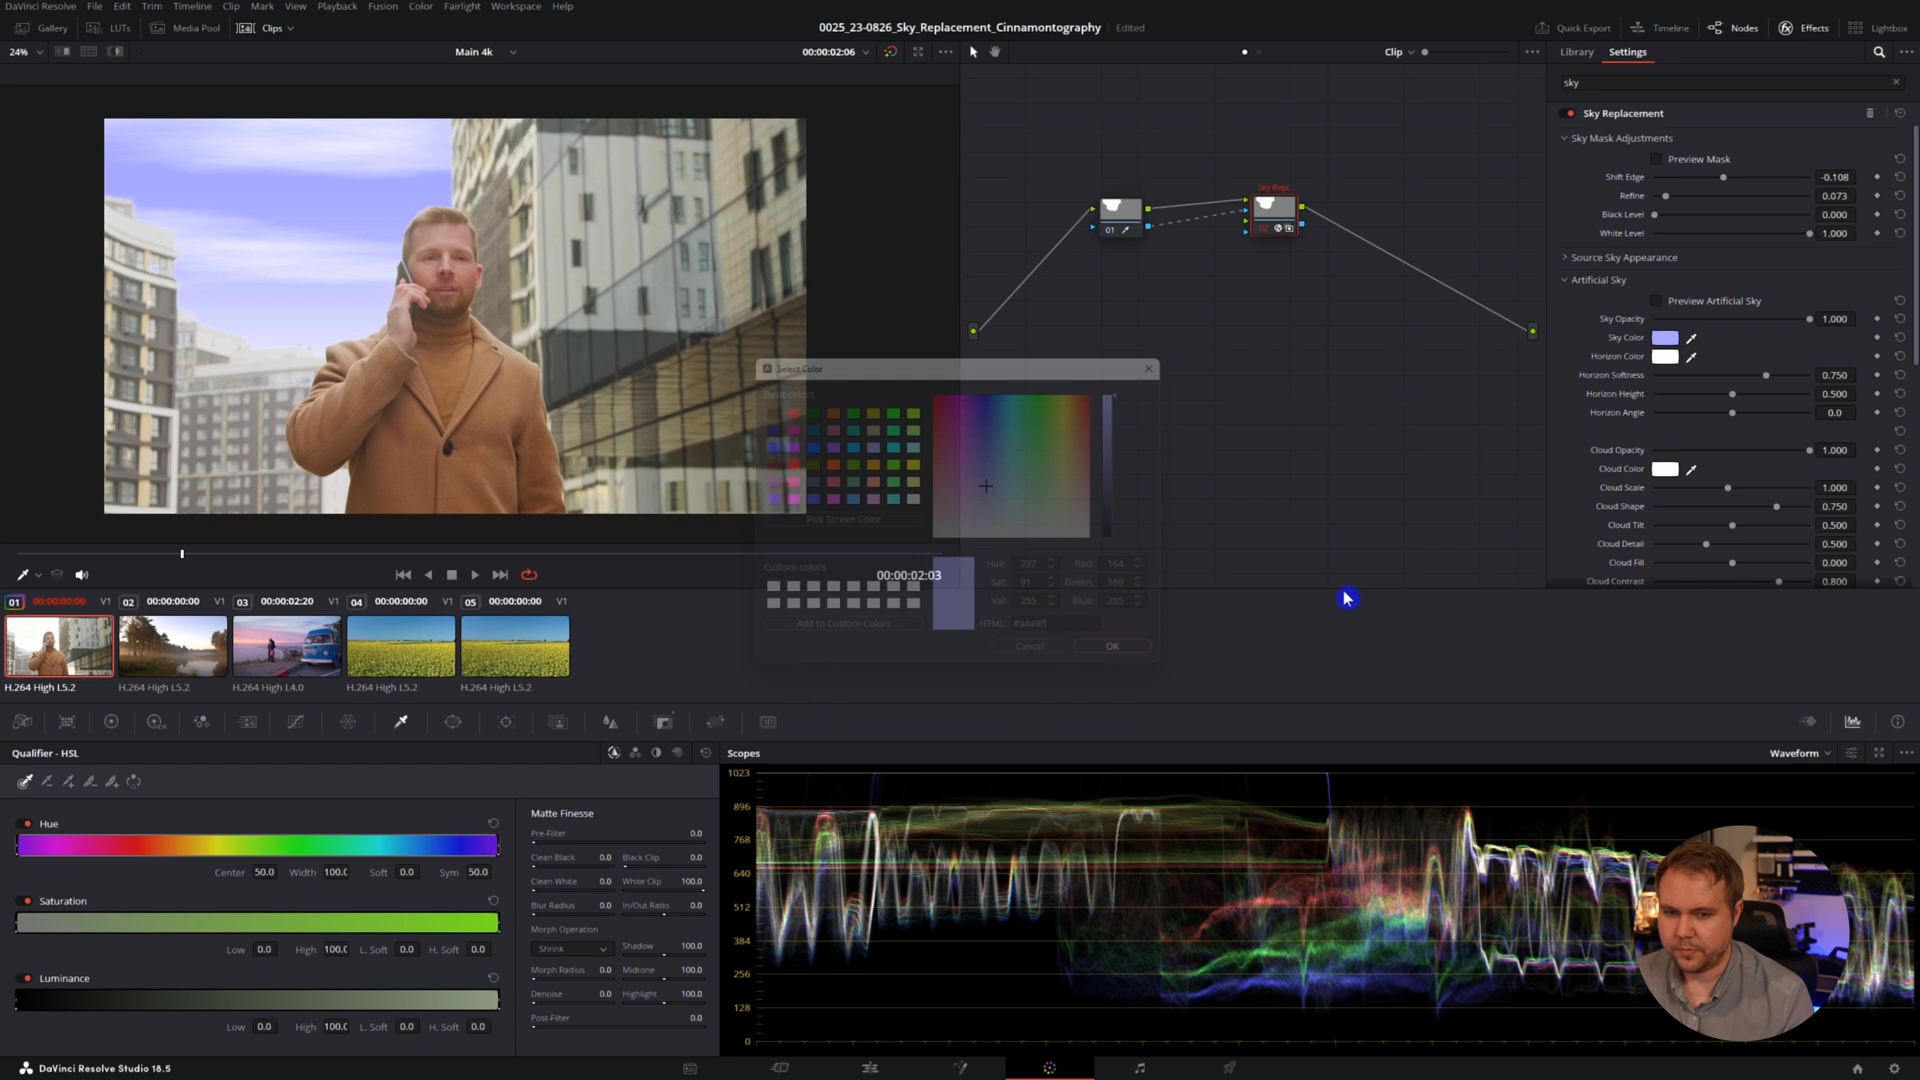 DaVinci Resolve File Edit Trim Timeline Clip Mark View Playback Fusion Color Fairlight Workspace Help
Gallery LUTs Media Pool Clips
0025_23-0826_Sky_Replacement_Cinnamontography Edited
Quick Export Timeline Nodes Effects Lightbox
24% Main 4k 00:00:02:06
Clip
Library Settings
sky
Sky Replacement
Sky Mask Adjustments
Preview Mask
Shift Edge -0.108
Refine 0.073
Black Level 0.000
White Level 1.000
Source Sky Appearance
Artificial Sky
Preview Artificial Sky
Sky Opacity 1.000
Sky Color
Horizon Color
Horizon Softness 0.750
Horizon Height 0.500
Horizon Angle 0.0
Cloud Opacity 1.000
Cloud Color
Cloud Scale 1.000
Cloud Shape 0.750
Cloud Tilt 0.500
Cloud Detail 0.500
Cloud Fill 0.000
Cloud Contrast 0.800
Sky Repl...
01
02
Select Color
Basic colors
Pick Screen Color
Custom colors
00:00:02:03
Hue: 237 Red: 164
Sat: 91 Green: 169
Val: 255 Blue: 255
HTML: #a4a9ff
Add to Custom Colors
Cancel OK
01 00:00:00:00 V1 02 00:00:00:00 V1 03 00:00:02:20 V1 04 00:00:00:00 V1 05 00:00:00:00 V1
H.264 High L5.2 H.264 High L5.2 H.264 High L4.0 H.264 High L5.2 H.264 High L5.2
Qualifier - HSL
Hue
Center 50.0 Width 100.0 Soft 0.0 Sym 50.0
Saturation
Low 0.0 High 100.0 L. Soft 0.0 H. Soft 0.0
Luminance
Low 0.0 High 100.0 L. Soft 0.0 H. Soft 0.0
Matte Finesse
Pre-Filter 0.0
Clean Black 0.0 Black Clip 0.0
Clean White 0.0 White Clip 100.0
Blur Radius 0.0 In/Out Ratio 0.0
Morph Operation
Shrink Shadow 100.0
Morph Radius 0.0 Midtone 100.0
Denoise 0.0 Highlight 100.0
Post-Filter 0.0
Scopes
Waveform
1023
896
768
640
512
384
256
128
0
DaVinci Resolve Studio 18.5